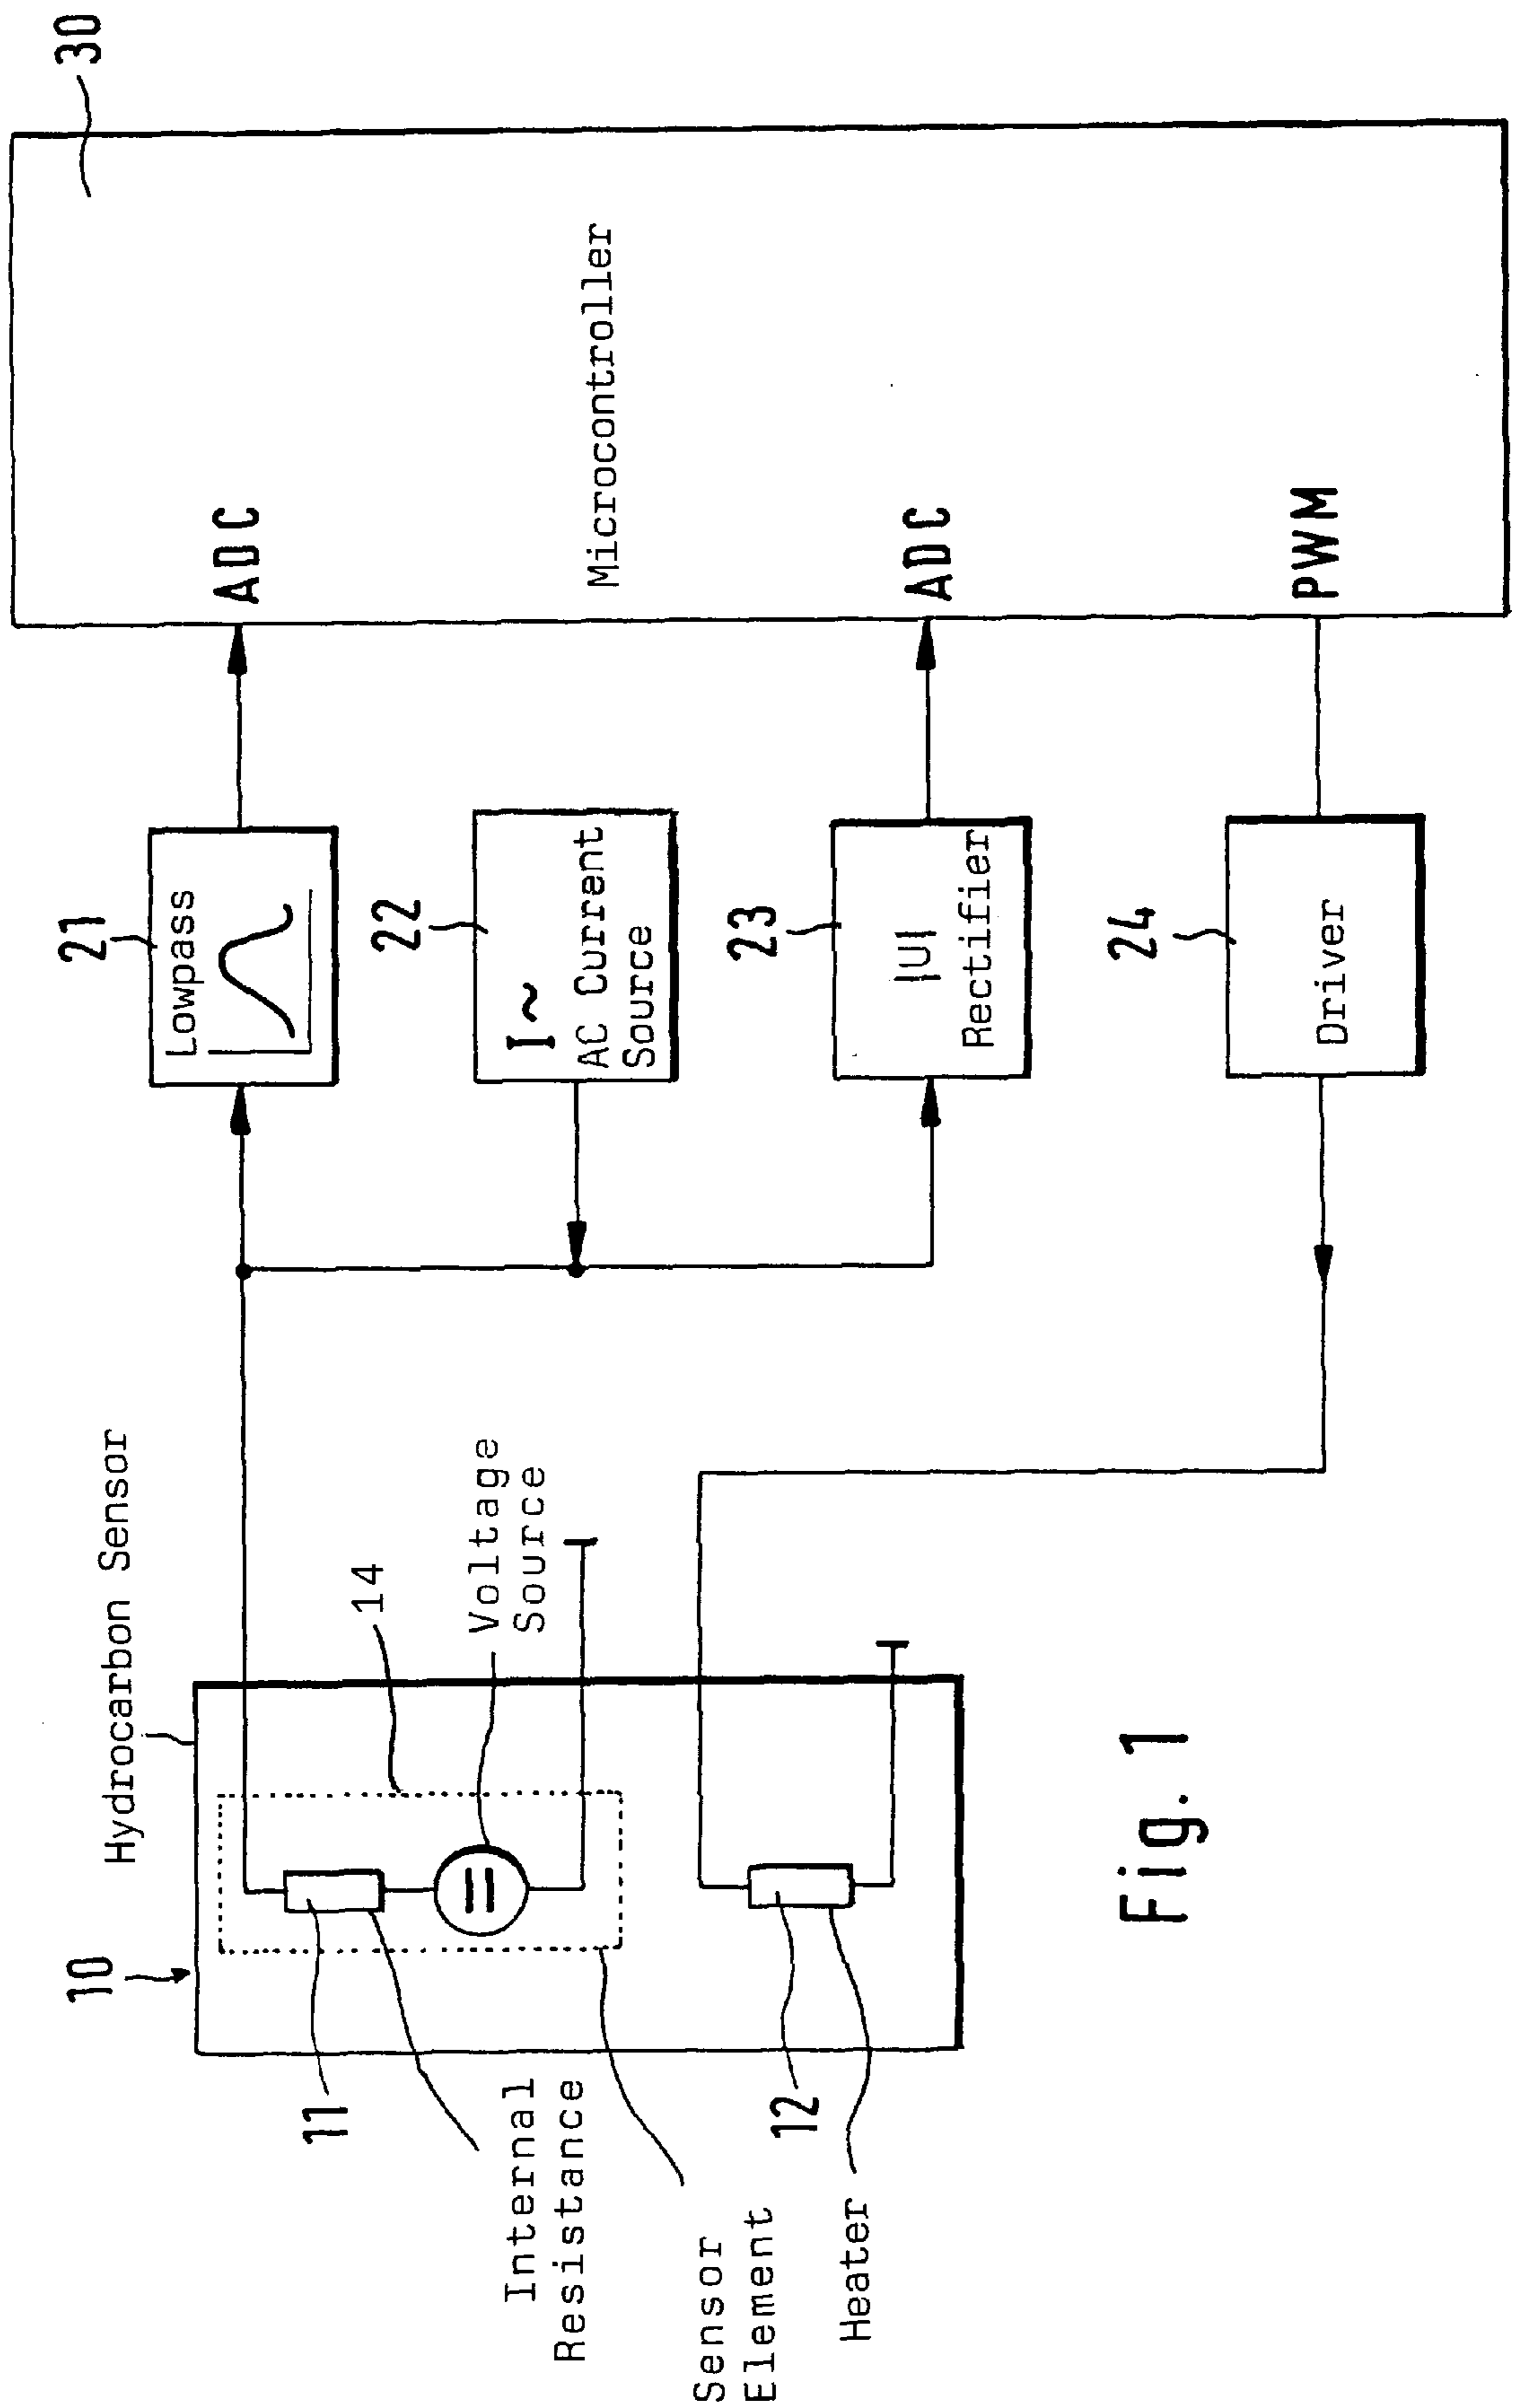 10
Hydrocarbon Sensor
11
Internal
Resistance
14
Voltage
Source
Sensor
Element
12
Heater
21
Lowpass
22
I~
AC Current
Source
23
|U|
Rectifier
24
Driver
30
ADC
Microcontroller
ADC
PWM
Fig. 1